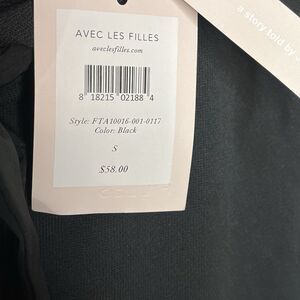 AVEC LES FILLES
aveclesfilles.com
8 18215 02188 4
Style: FTA10016-001-0117
Color: Black
S
$58.00
a story told by